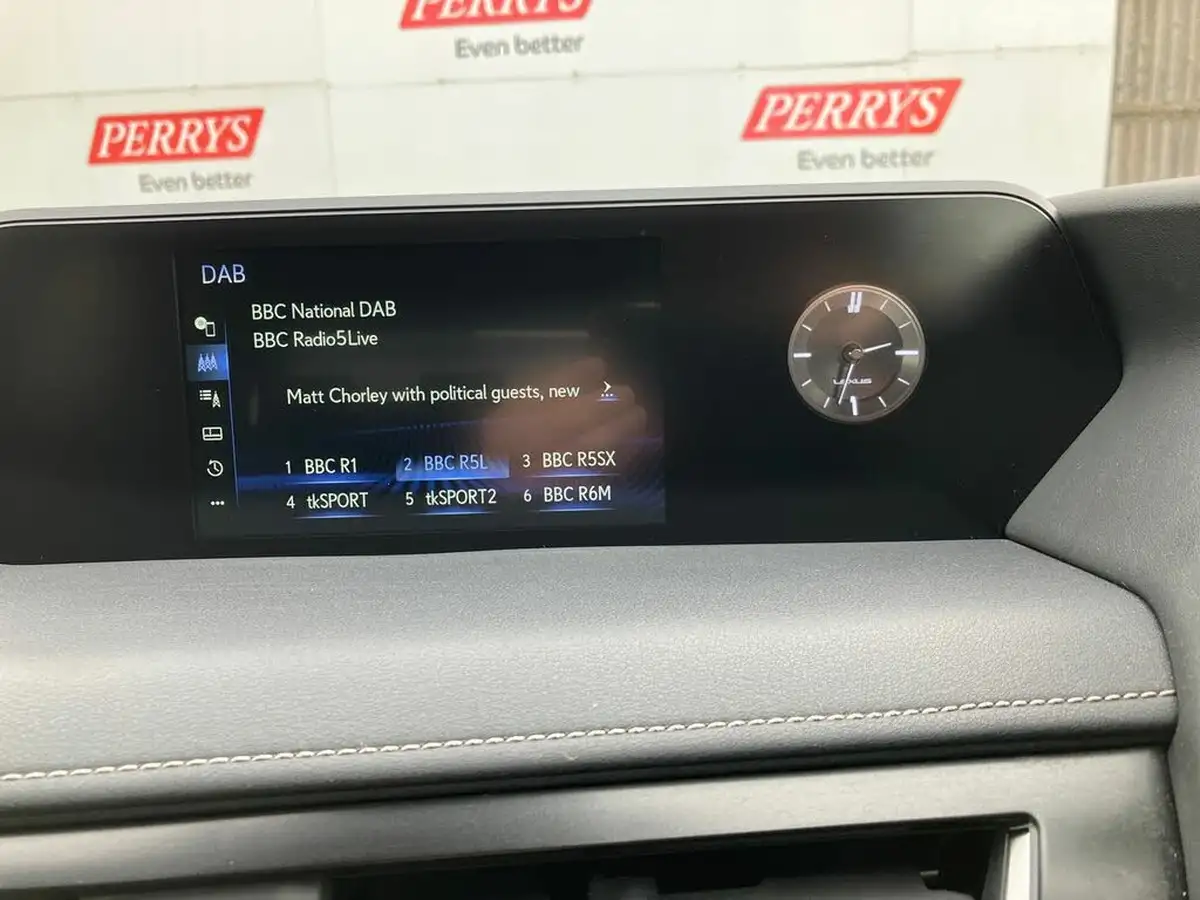 PERRYS
Even better
PERRYS
Even better
PERRYS
Even better
DAB
BBC National DAB
BBC Radio5Live
Matt Chorley with political guests, new
1 BBC R1
2 BBC R5L
3 BBC R5SX
4 tkSPORT
5 tkSPORT2
6 BBC R6M
LEXUS